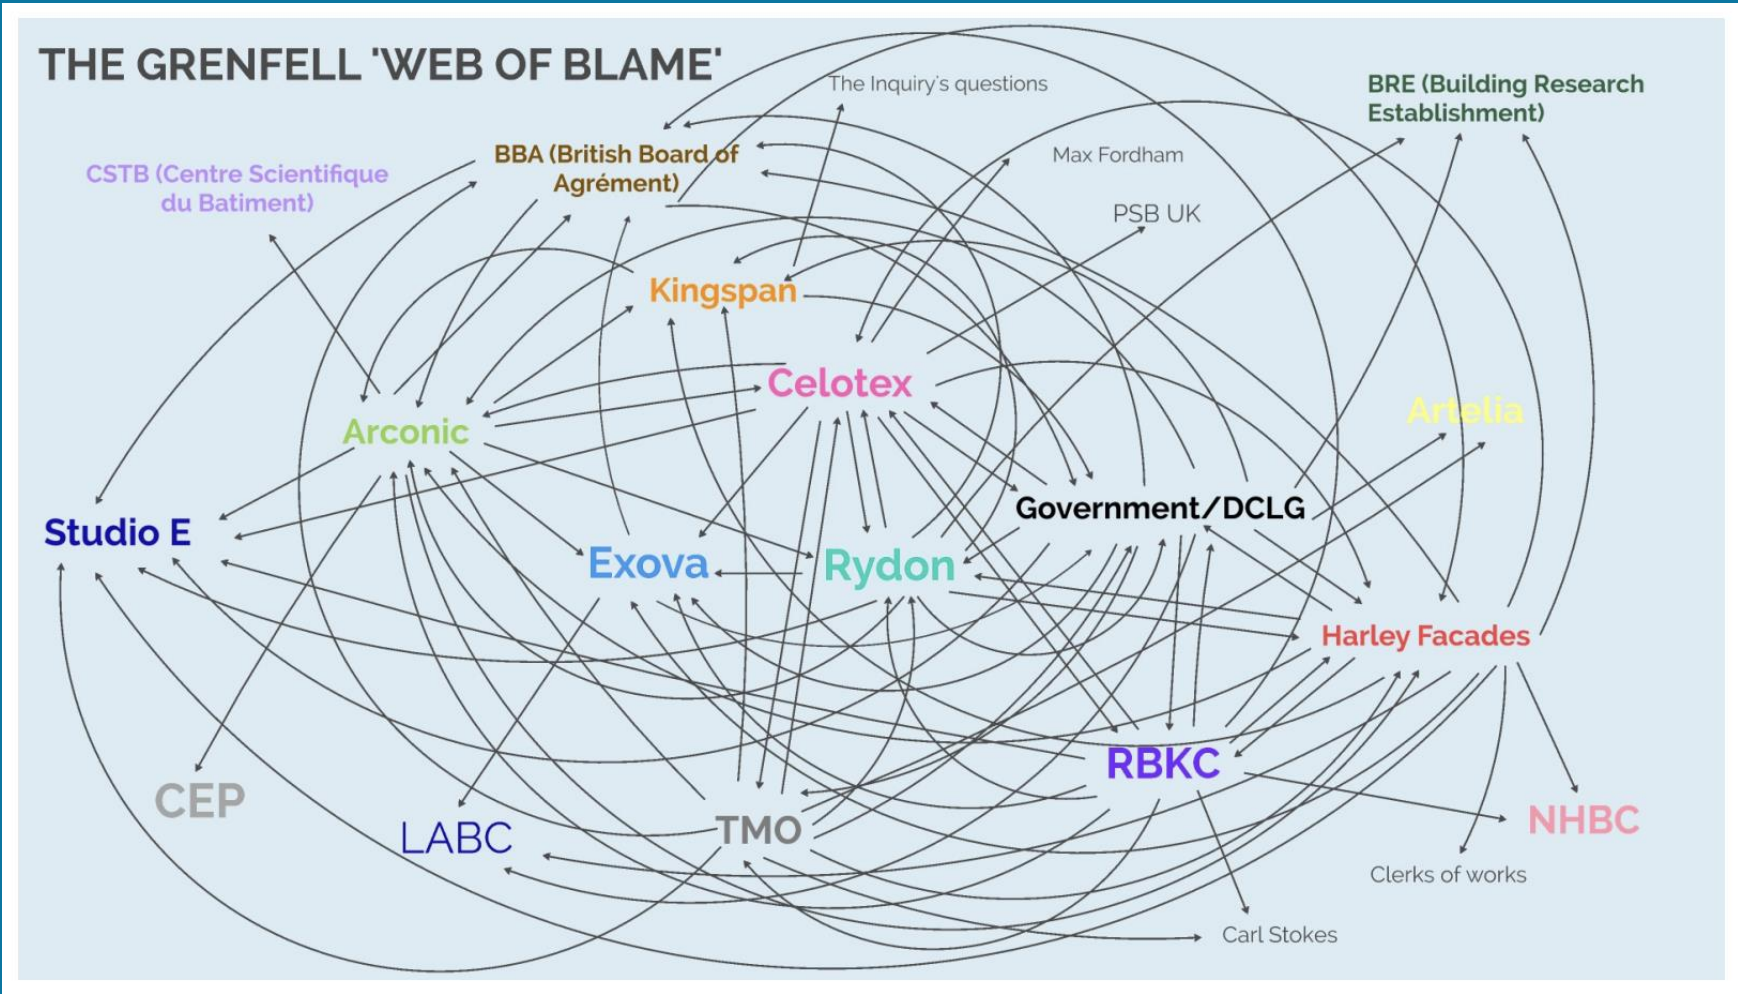 THE GRENFELL 'WEB OF BLAME'
The Inquiry's questions
BRE (Building Research
Establishment)
BBA (British Board of
Agrément)
Max Fordham
CSTB (Centre Scientifique
du Batiment)
PSB UK
Kingspan
Celotex
Artelia
Arconic
Government/DCLG
Studio E
Exova
Rydon
Harley Facades
RBKC
CEP
NHBC
LABC
TMO
Clerks of works
Carl Stokes